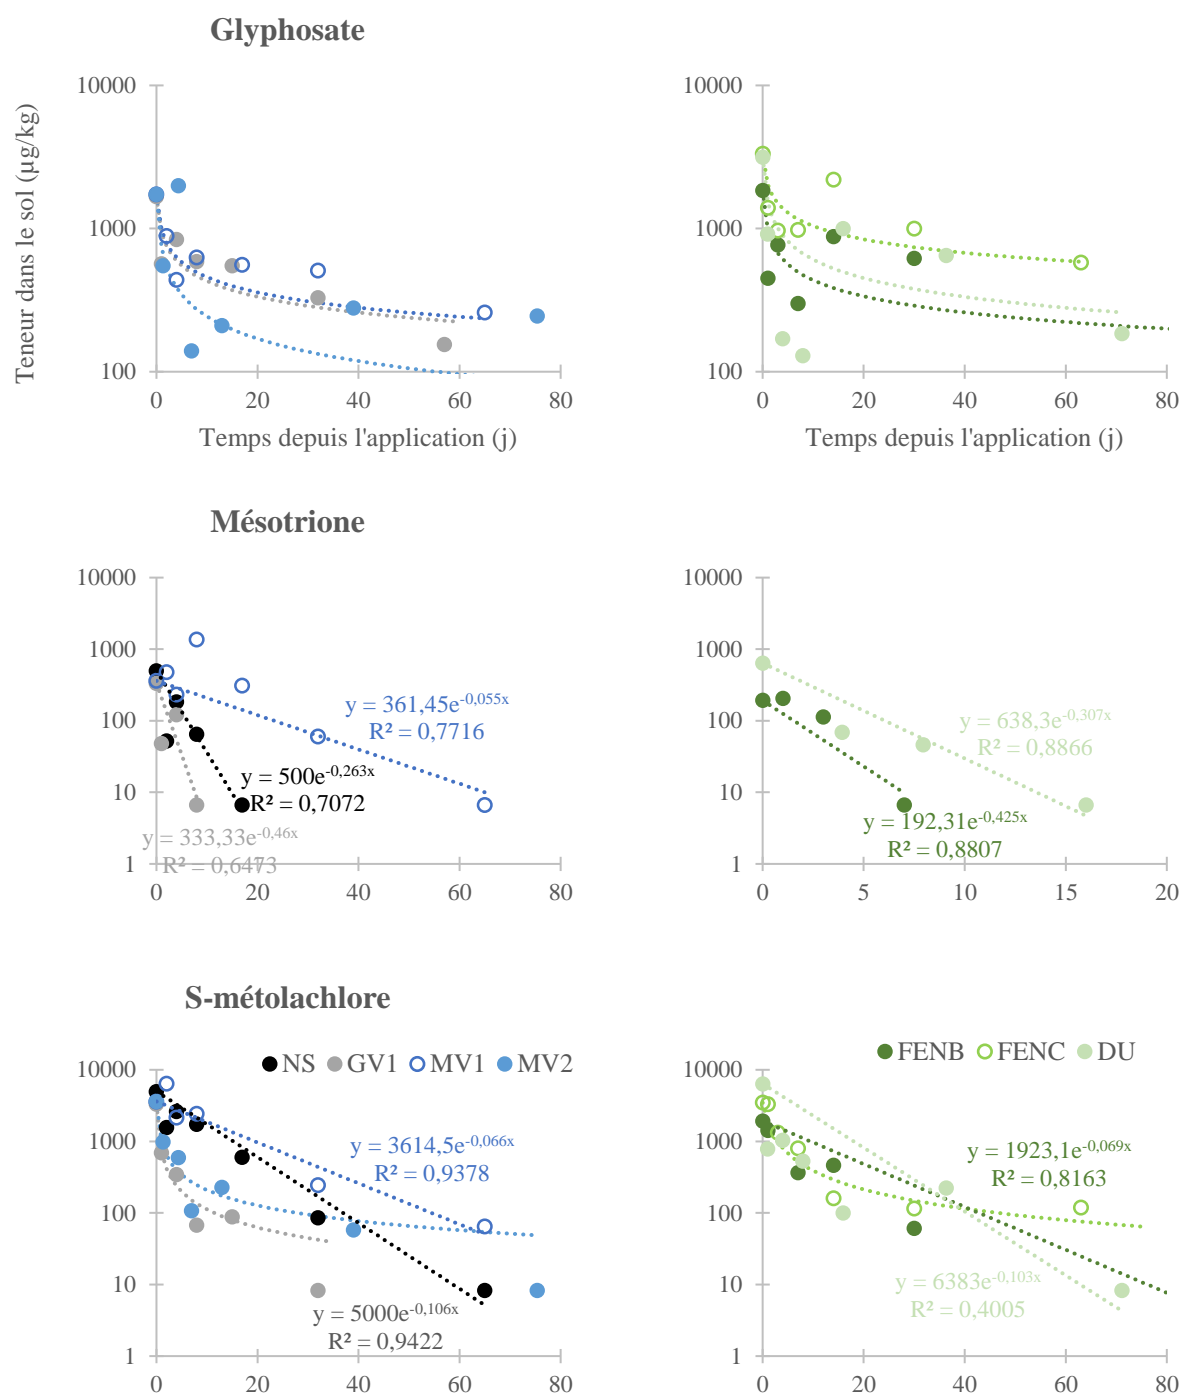 Glyphosate
Teneur dans le sol (µg/kg)
10000
1000
100
0 20 40 60 80
Temps depuis l'application (j)
10000
1000
100
0 20 40 60 80
Temps depuis l'application (j)
Mésotrione
10000
1000
100
10
1
0 20 40 60 80
y = 361,45e^-0,055x
R² = 0,7716
y = 500e^-0,263x
R² = 0,7072
y = 333,33e^-0,46x
R² = 0,6473
10000
1000
100
10
1
0 5 10 15 20
y = 638,3e^-0,307x
R² = 0,8866
y = 192,31e^-0,425x
R² = 0,8807
S-métolachlore
NS GV1 MV1 MV2
10000
1000
100
10
1
0 20 40 60 80
y = 3614,5e^-0,066x
R² = 0,9378
y = 5000e^-0,106x
R² = 0,9422
FENB FENC DU
10000
1000
100
10
1
0 20 40 60 80
y = 1923,1e^-0,069x
R² = 0,8163
y = 6383e^-0,103x
R² = 0,4005